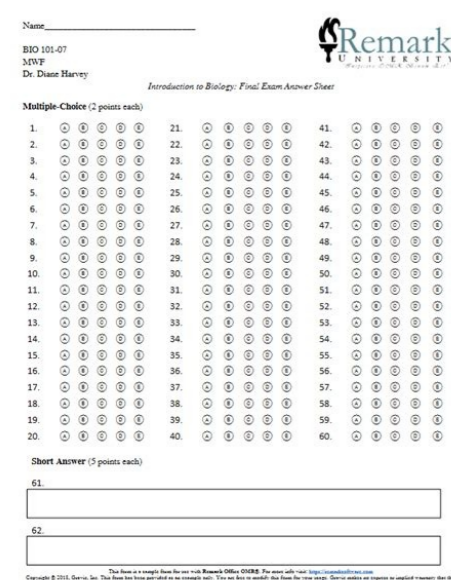 Name
Remark
UNIVERSITY
BIO 101-07
MWF
Dr. Diane Harvey
Introduction to Biology: Final Exam Answer Sheet
Multiple-Choice (2 points each)
1. A B C D E 21. A B C D E 41. A B C D E
2. A B C D E 22. A B C D E 42. A B C D E
3. A B C D E 23. A B C D E 43. A B C D E
4. A B C D E 24. A B C D E 44. A B C D E
5. A B C D E 25. A B C D E 45. A B C D E
6. A B C D E 26. A B C D E 46. A B C D E
7. A B C D E 27. A B C D E 47. A B C D E
8. A B C D E 28. A B C D E 48. A B C D E
9. A B C D E 29. A B C D E 49. A B C D E
10. A B C D E 30. A B C D E 50. A B C D E
11. A B C D E 31. A B C D E 51. A B C D E
12. A B C D E 32. A B C D E 52. A B C D E
13. A B C D E 33. A B C D E 53. A B C D E
14. A B C D E 34. A B C D E 54. A B C D E
15. A B C D E 35. A B C D E 55. A B C D E
16. A B C D E 36. A B C D E 56. A B C D E
17. A B C D E 37. A B C D E 57. A B C D E
18. A B C D E 38. A B C D E 58. A B C D E
19. A B C D E 39. A B C D E 59. A B C D E
20. A B C D E 40. A B C D E 60. A B C D E
Short Answer (5 points each)
61.
62.
This form is a sample form for use with Remark Office OMR®. For more info visit
Copyright © 2015, Gravic, Inc. This form has been provided as an example only. You are free to modify this form for your usage. Gravic makes no express or implied warranty that